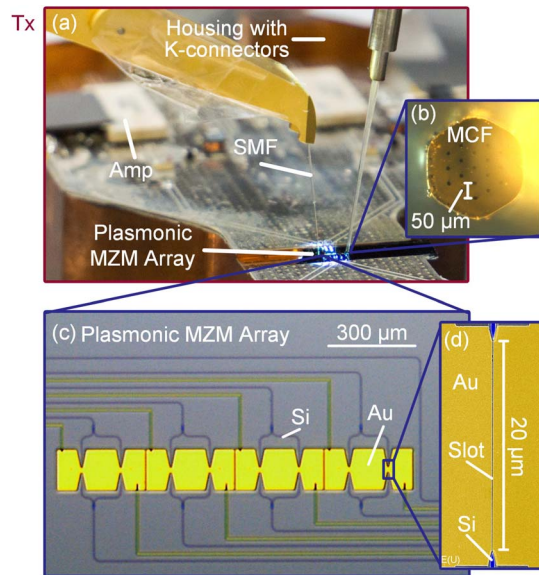 Tx
(a)
Housing with
K-connectors
Amp
SMF
Plasmonic
MZM Array
(b)
MCF
50 µm
(c) Plasmonic MZM Array
300 µm
Si
Au
(d)
Au
Slot
20 µm
Si
E(U)